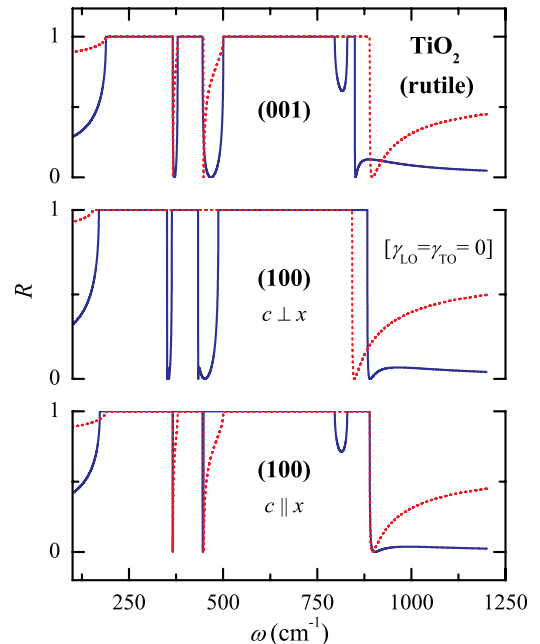 1
TiO₂
(rutile)
(001)
0
1
[γLO=γTO= 0]
(100)
c ⊥ x
R
0
1
(100)
c ∥ x
0
250 500 750 1000 1250
ω (cm⁻¹)